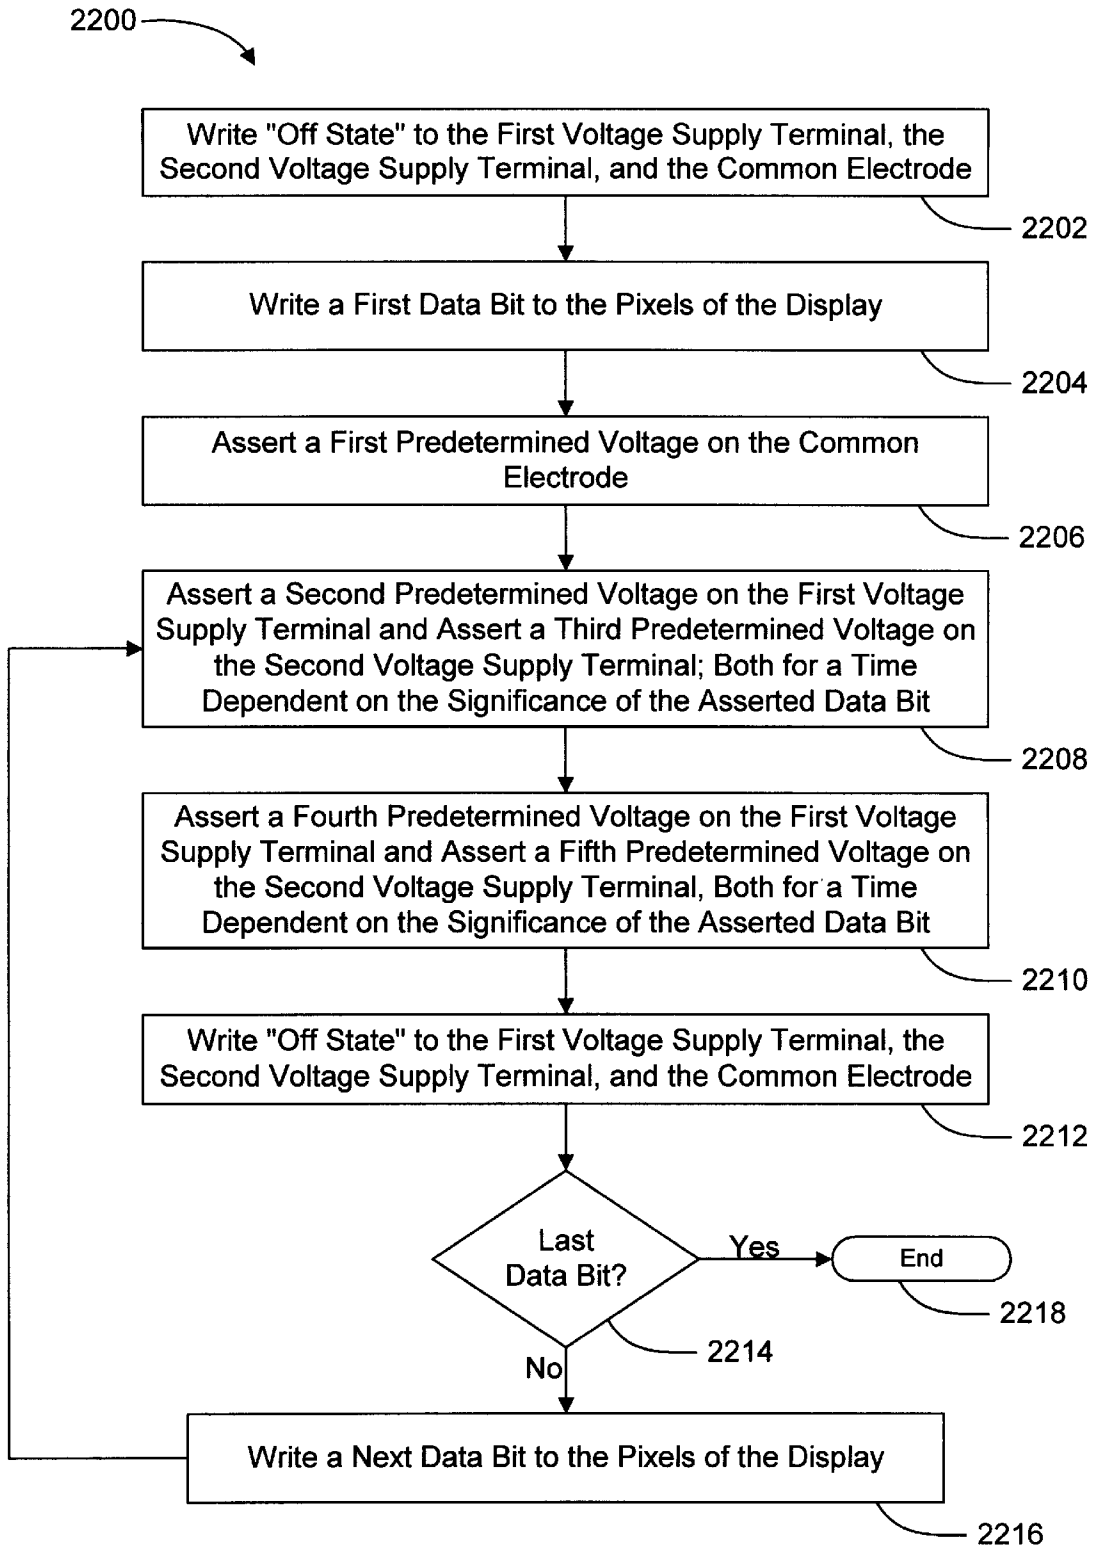 2200
Write "Off State" to the First Voltage Supply Terminal, the
Second Voltage Supply Terminal, and the Common Electrode
2202
Write a First Data Bit to the Pixels of the Display
2204
Assert a First Predetermined Voltage on the Common
Electrode
2206
Assert a Second Predetermined Voltage on the First Voltage
Supply Terminal and Assert a Third Predetermined Voltage on
the Second Voltage Supply Terminal; Both for a Time
Dependent on the Significance of the Asserted Data Bit
2208
Assert a Fourth Predetermined Voltage on the First Voltage
Supply Terminal and Assert a Fifth Predetermined Voltage on
the Second Voltage Supply Terminal, Both for a Time
Dependent on the Significance of the Asserted Data Bit
2210
Write "Off State" to the First Voltage Supply Terminal, the
Second Voltage Supply Terminal, and the Common Electrode
2212
Last
Data Bit?
Yes
End
2218
2214
No
Write a Next Data Bit to the Pixels of the Display
2216